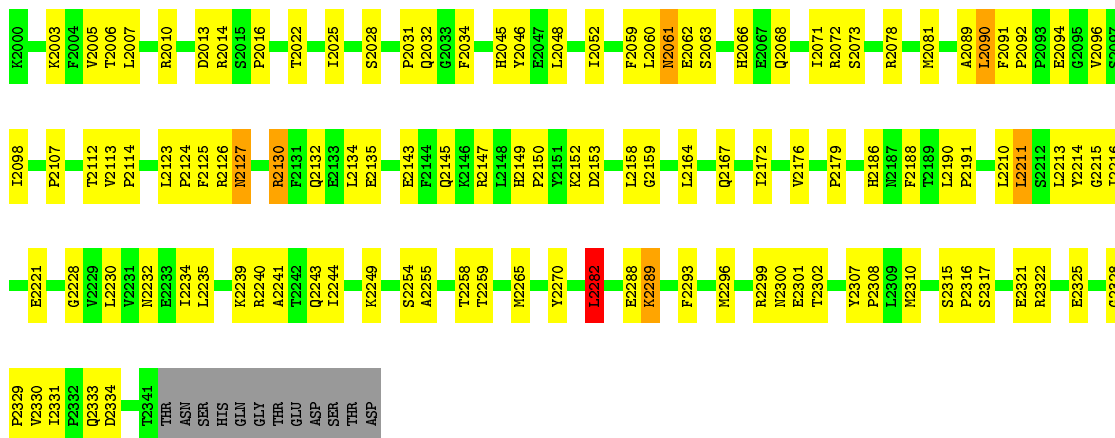 K2000 K2003 F2004 V2005 T2006 L2007 R2010 D2013 R2014 S2015 P2016 T2022 I2025 S2028 P2031 Q2032 G2033 F2034 H2045 Y2046 E2047 L2048 I2052 F2059 L2060 N2061 E2062 S2063 H2066 E2067 Q2068 I2071 R2072 S2073 R2078 M2081 A2089 L2090 F2091 P2092 P2093 E2094 G2095 V2096 S2097
I2098 P2107 T2112 V2113 P2114 L2123 P2124 F2125 R2126 N2127 R2130 F2131 Q2132 E2133 L2134 E2135 E2143 F2144 Q2145 K2146 R2147 L2148 H2149 P2150 Y2151 K2152 D2153 L2158 G2159 L2164 Q2167 I2172 V2176 P2179 H2186 N2187 F2188 T2189 L2190 P2191 L2210 L2211 S2212 L2213 Y2214 G2215 I2216
E2221 G2228 V2229 L2230 V2231 N2232 E2233 I2234 L2235 K2239 R2240 A2241 T2242 Q2243 I2244 K2249 S2254 A2255 T2258 T2259 M2265 Y2270 L2282 E2288 K2289 F2293 M2296 R2299 N2300 E2301 T2302 Y2307 P2308 L2309 M2310 S2315 P2316 S2317 E2321 R2322 E2325 G2328
P2329 V2330 I2331 P2332 Q2333 D2334 T2341 THR ASN SER HIS GLN GLY THR GLU ASP SER THR ASP